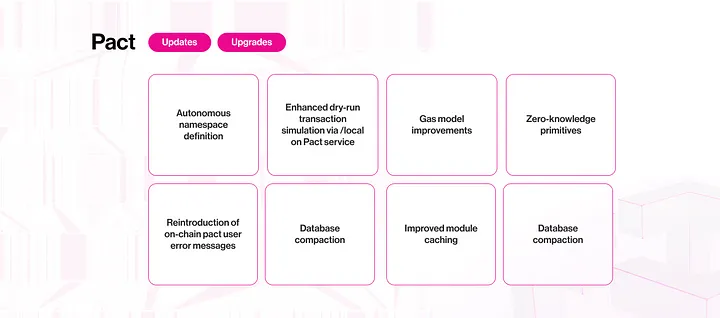 Pact Updates Upgrades
Autonomous
namespace
definition
Enhanced dry-run
transaction
simulation via /local
on Pact service
Gas model
improvements
Zero-knowledge
primitives
Reintroduction of
on-chain pact user
error messages
Database
compaction
Improved module
caching
Database
compaction